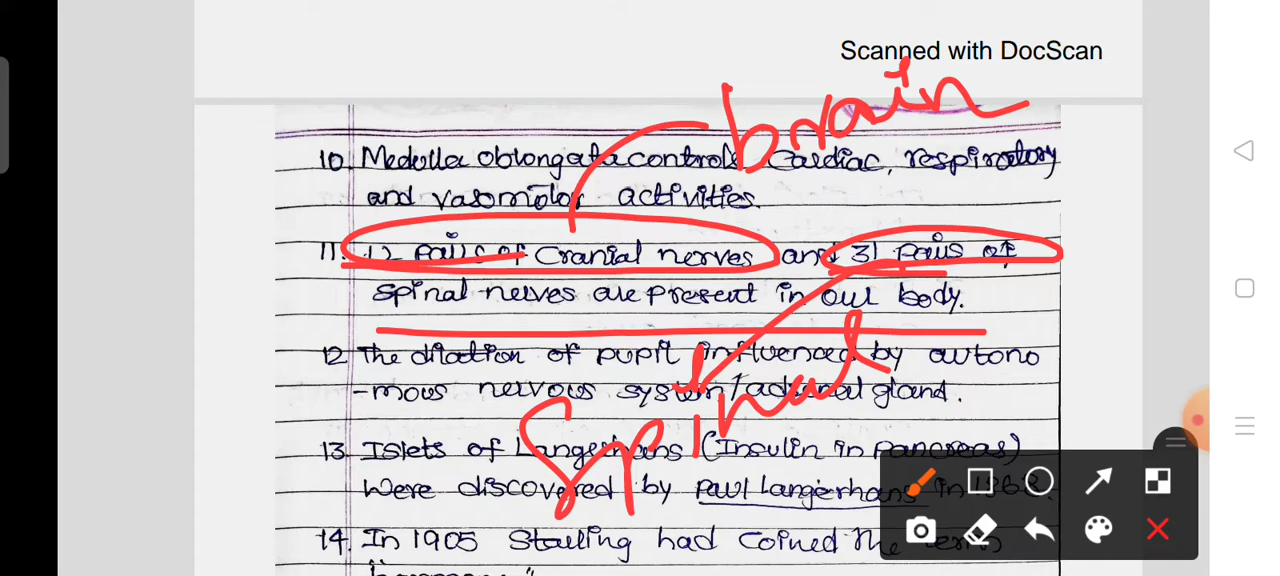 Scanned with DocScan
brain
10. Medulla oblongata controls Cardiac, respiratory
and vasomotor activities.
11. 12 pairs of Cranial nerves and 31 pairs of
spinal nerves are present in our body.
12 The dilation of pupil influenced by autono
-mous nervous system/adrenal gland.
Spinal
13. Islets of Langerhans (Insulin in pancreas)
were discovered by paul Langerhans in 1868.
14. In 1905 Starling had coined the term